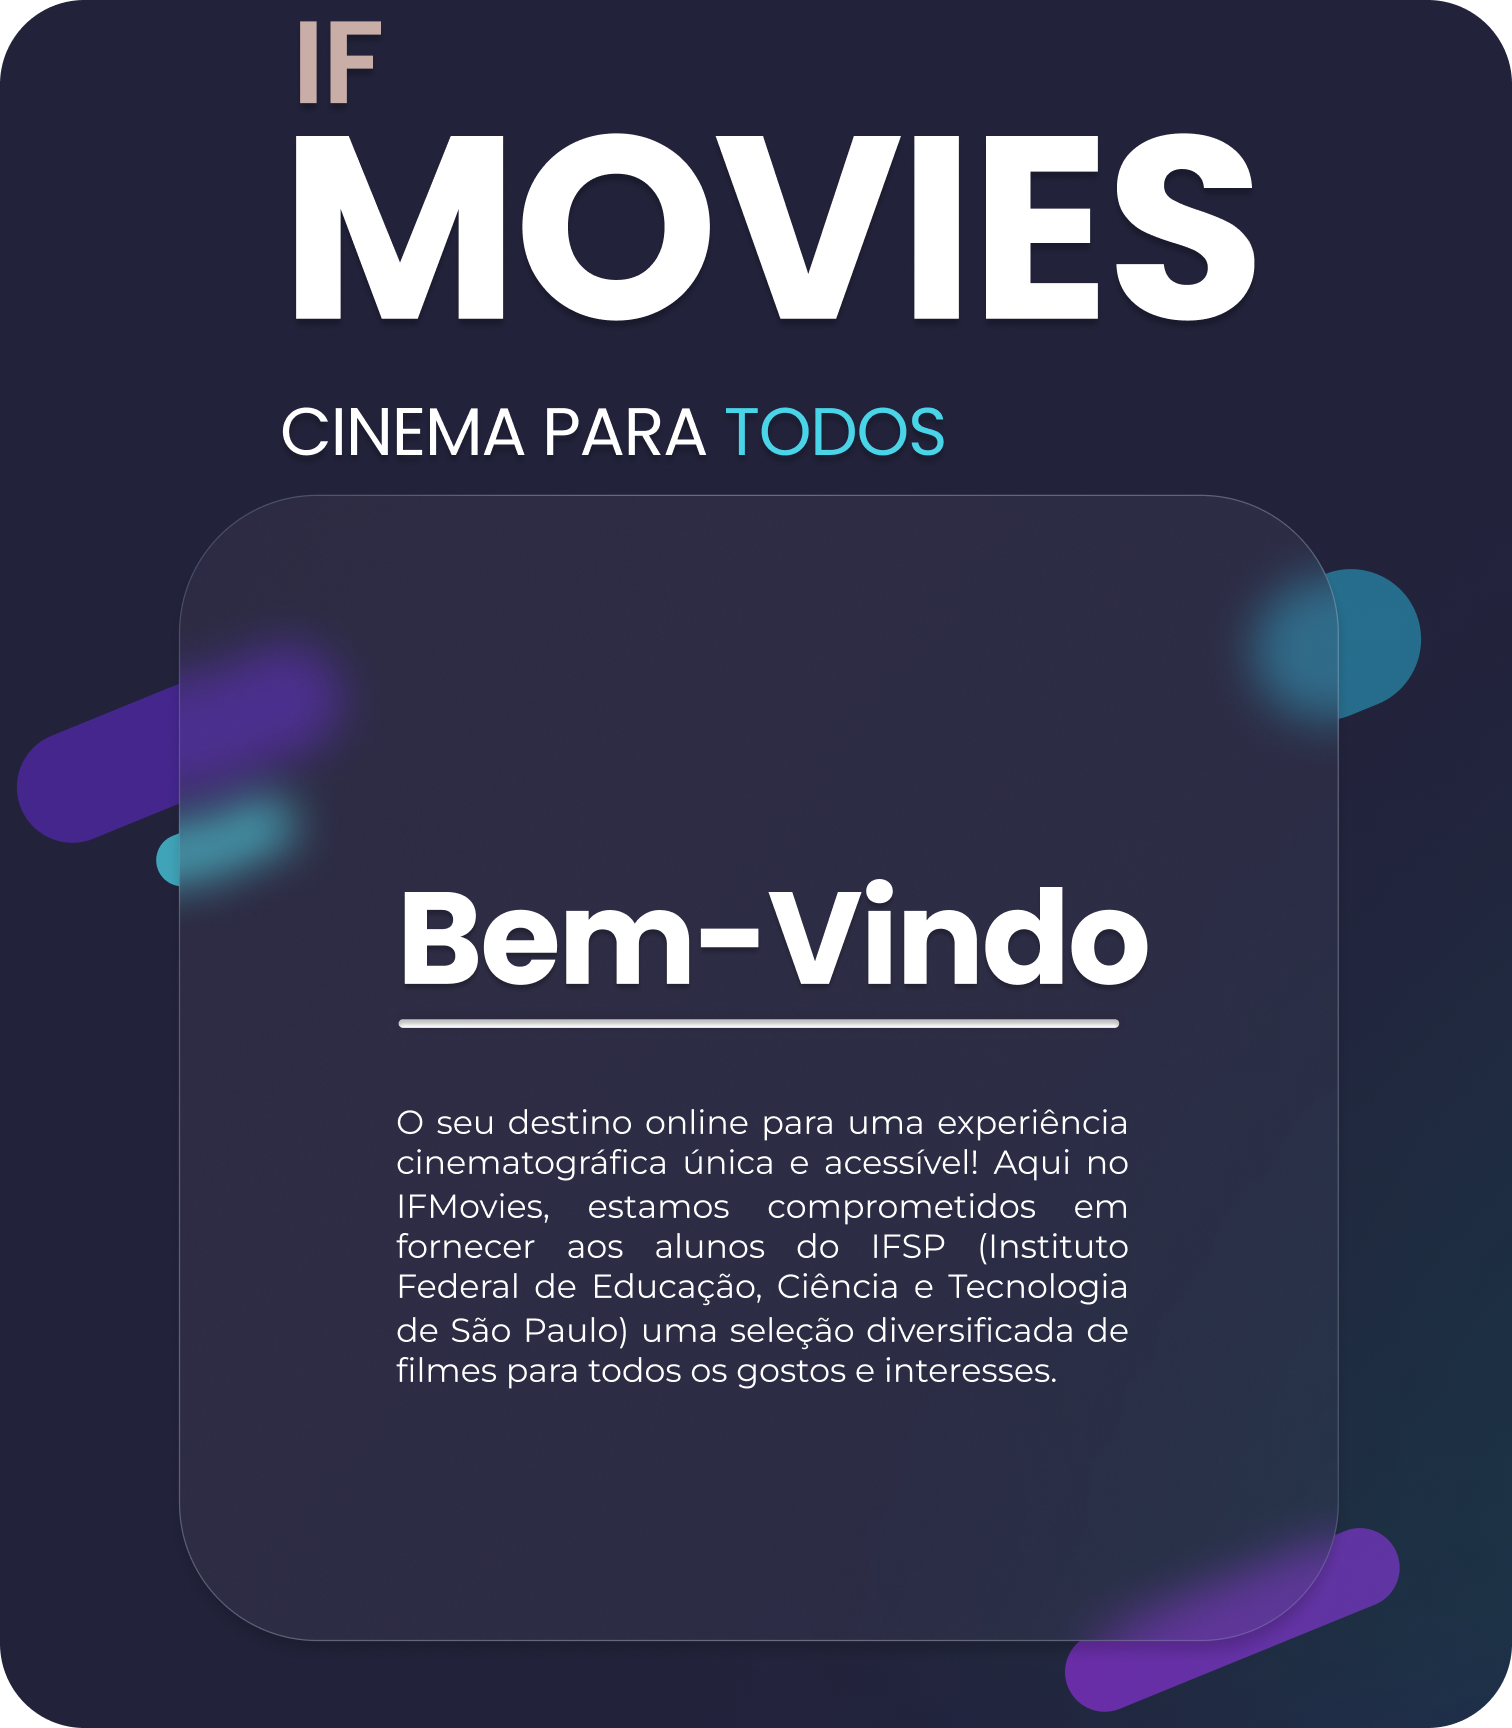 IF
MOVIES
CINEMA PARA TODOS
Bem-Vindo
O seu destino online para uma experiência
cinematográfica única e acessível! Aqui no
IFMovies, estamos comprometidos em
fornecer aos alunos do IFSP (Instituto
Federal de Educação, Ciência e Tecnologia
de São Paulo) uma seleção diversificada de
filmes para todos os gostos e interesses.